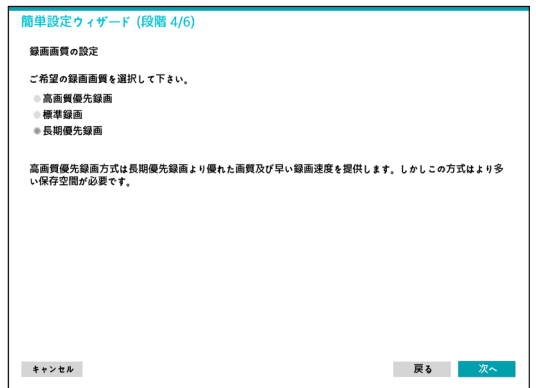 簡単設定ウィザード (段階 4/6)
録画画質の設定
ご希望の録画画質を選択して下さい。
高画質優先録画
標準録画
長期優先録画
高画質優先録画方式は長期優先録画より優れた画質及び早い録画速度を提供します。しかしこの方式はより多
い保存空間が必要です。
キャンセル
戻る
次へ